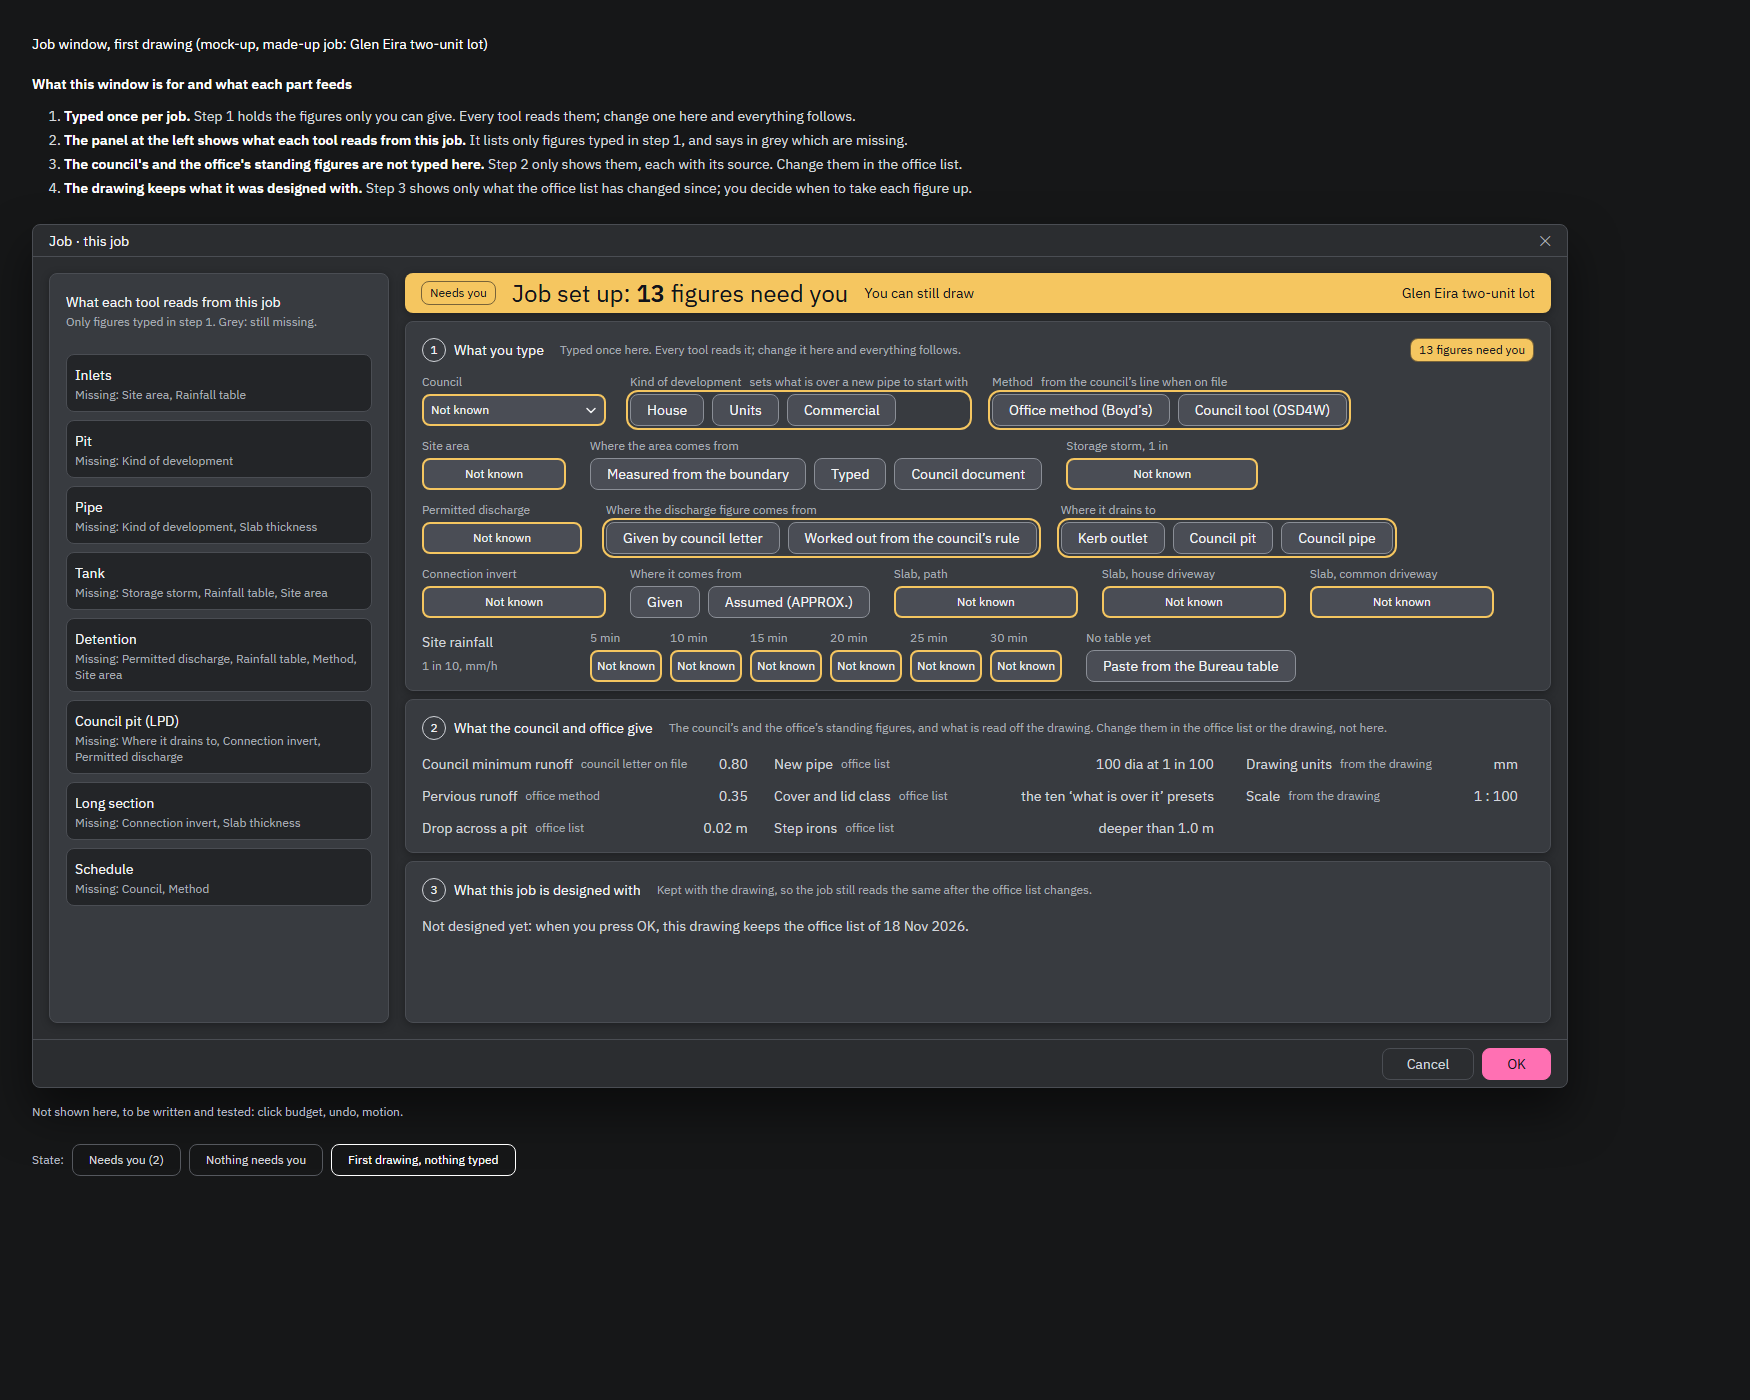 Job window, first drawing (mock-up, made-up job: Glen Eira two-unit lot)
What this window is for and what each part feeds
1. Typed once per job. Step 1 holds the figures only you can give. Every tool reads them; change one here and everything follows.
2. The panel at the left shows what each tool reads from this job. It lists only figures typed in step 1, and says in grey which are missing.
3. The council's and the office's standing figures are not typed here. Step 2 only shows them, each with its source. Change them in the office list.
4. The drawing keeps what it was designed with. Step 3 shows only what the office list has changed since; you decide when to take each figure up.
Job · this job
What each tool reads from this job
Only figures typed in step 1. Grey: still missing.
Inlets
Missing: Site area, Rainfall table
Pit
Missing: Kind of development
Pipe
Missing: Kind of development, Slab thickness
Tank
Missing: Storage storm, Rainfall table, Site area
Detention
Missing: Permitted discharge, Rainfall table, Method,
Site area
Council pit (LPD)
Missing: Where it drains to, Connection invert,
Permitted discharge
Long section
Missing: Connection invert, Slab thickness
Schedule
Missing: Council, Method
Needs you Job set up: 13 figures need you You can still draw Glen Eira two-unit lot
1 What you type Typed once here. Every tool reads it; change it here and everything follows. 13 figures need you
Council Kind of development sets what is over a new pipe to start with Method from the council's line when on file
Not known House Units Commercial Office method (Boyd's) Council tool (OSD4W)
Site area Where the area comes from Storage storm, 1 in
Not known Measured from the boundary Typed Council document Not known
Permitted discharge Where the discharge figure comes from Where it drains to
Not known Given by council letter Worked out from the council's rule Kerb outlet Council pit Council pipe
Connection invert Where it comes from Slab, path Slab, house driveway Slab, common driveway
Not known Given Assumed (APPROX.) Not known Not known Not known
Site rainfall 5 min 10 min 15 min 20 min 25 min 30 min No table yet
1 in 10, mm/h Not known Not known Not known Not known Not known Not known Paste from the Bureau table
2 What the council and office give The council's and the office's standing figures, and what is read off the drawing. Change them in the office list or the drawing, not here.
Council minimum runoff council letter on file 0.80 New pipe office list 100 dia at 1 in 100 Drawing units from the drawing mm
Pervious runoff office method 0.35 Cover and lid class office list the ten ‘what is over it’ presets Scale from the drawing 1 : 100
Drop across a pit office list 0.02 m Step irons office list deeper than 1.0 m
3 What this job is designed with Kept with the drawing, so the job still reads the same after the office list changes.
Not designed yet: when you press OK, this drawing keeps the office list of 18 Nov 2026.
Cancel OK
Not shown here, to be written and tested: click budget, undo, motion.
State: Needs you (2) Nothing needs you First drawing, nothing typed